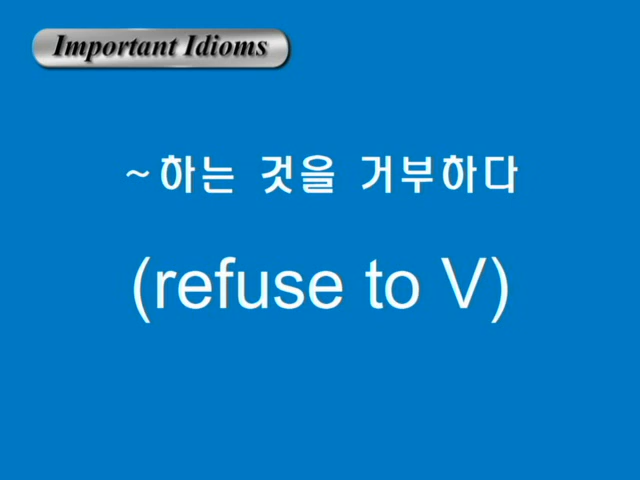 Important Idioms
~하는 것을 거부하다
(refuse to V)